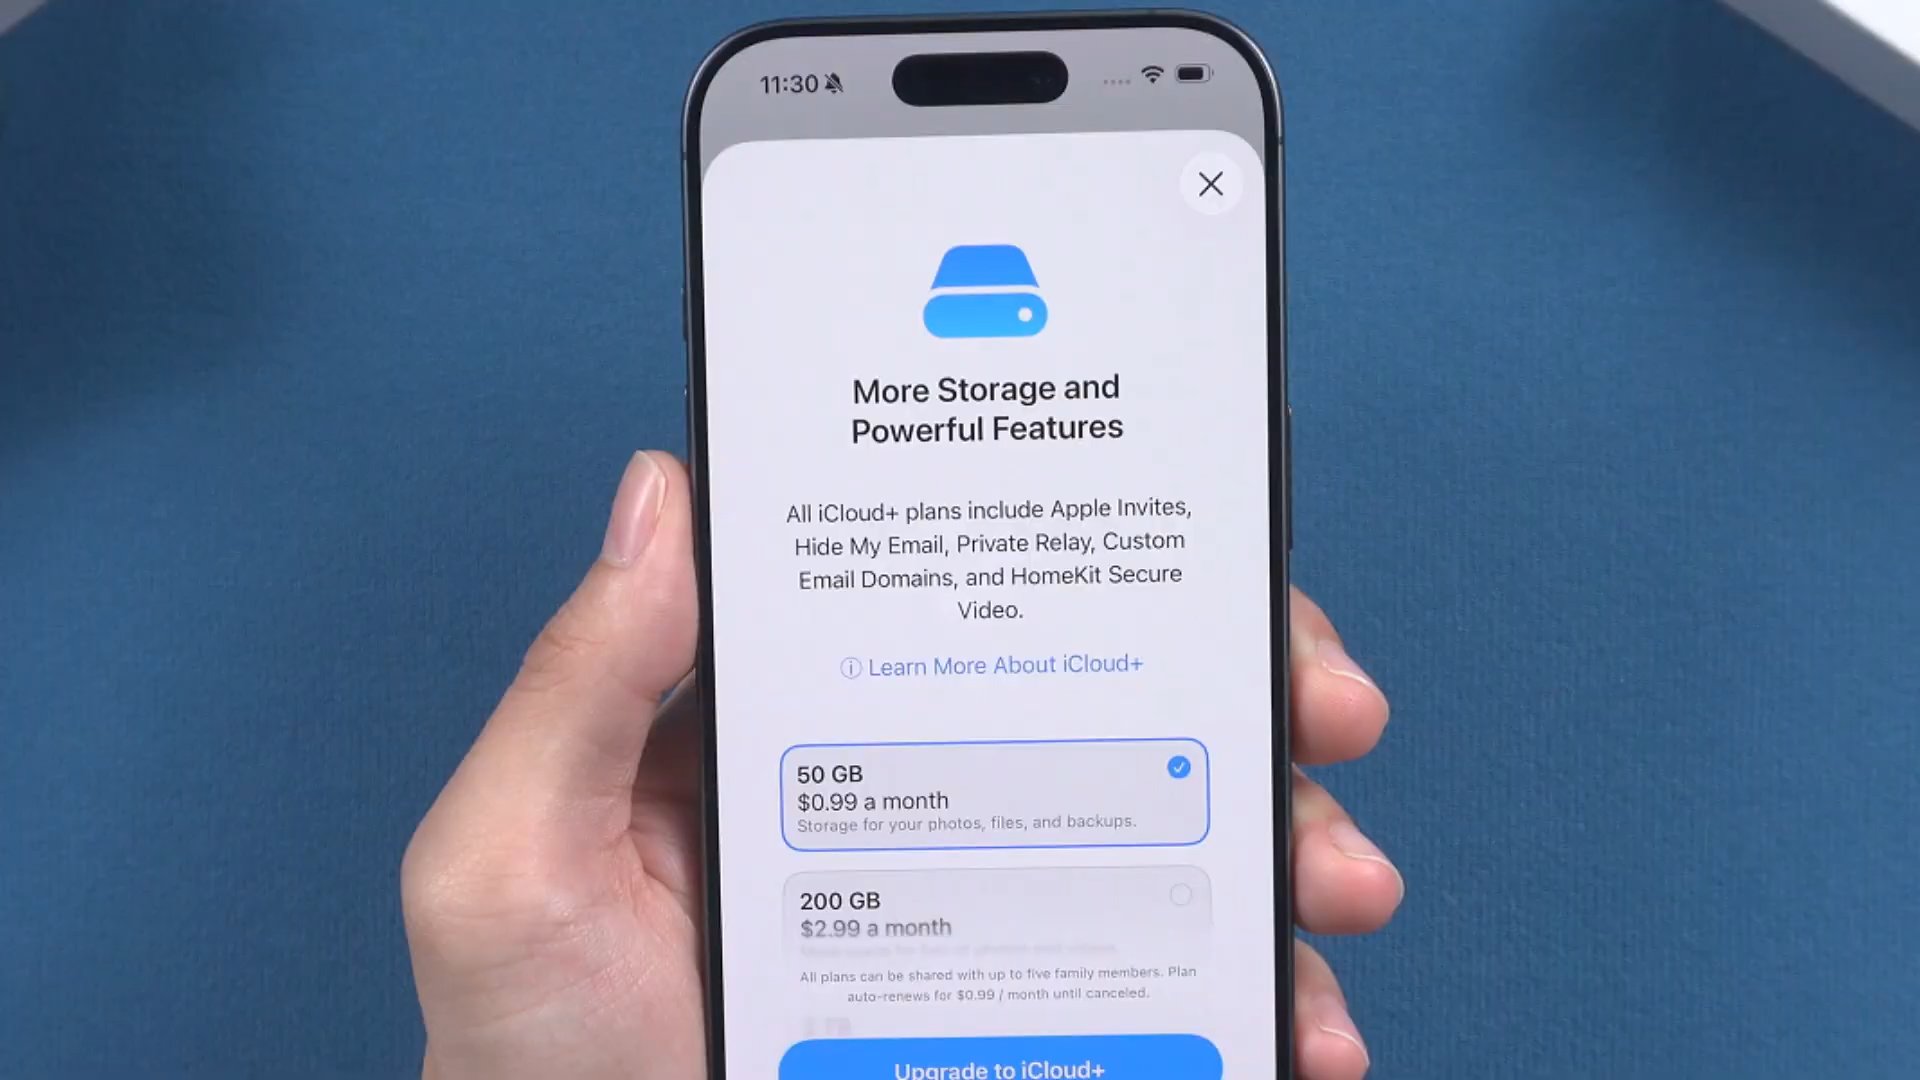 11:30
More Storage and
Powerful Features
All iCloud+ plans include Apple Invites,
Hide My Email, Private Relay, Custom
Email Domains, and HomeKit Secure
Video.
Learn More About iCloud+
50 GB
$0.99 a month
Storage for your photos, files, and backups.
200 GB
$2.99 a month
All plans can be shared with up to five family members. Plan
auto-renews for $0.99 / month until canceled.
Upgrade to iCloud+